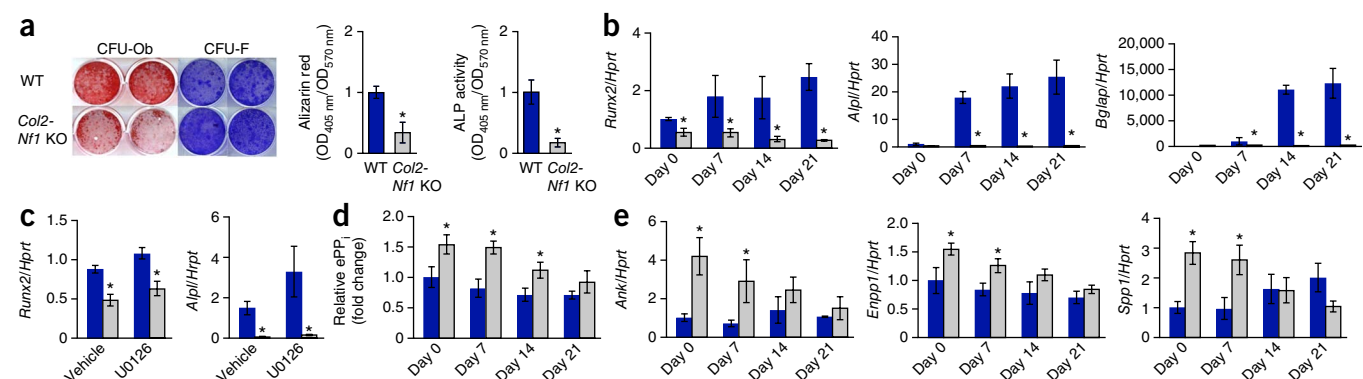 a
CFU-Ob CFU-F
WT
Col2-
Nf1 KO
Alizarin red
(OD405 nm/OD570 nm)
2
1
0
*
WT Col2-
Nf1 KO
ALP activity
(OD405 nm/OD570 nm)
2
1
0
*
WT Col2-
Nf1 KO
b
Runx2/Hprt
4
2
0
* * * *
Day 0 Day 7 Day 14 Day 21
Alpl/Hprt
40
30
20
10
0
* * *
Day 0 Day 7 Day 14 Day 21
Bglap/Hprt
20,000
15,000
10,000
5,000
0
* * *
Day 0 Day 7 Day 14 Day 21
c
Runx2/Hprt
1.5
1.0
0.5
0
* *
Vehicle U0126
Alpl/Hrpt
6
4
2
0
* *
Vehicle U0126
d
Relative ePPi
(fold change)
2.0
1.5
1.0
0.5
0
* * *
Day 0 Day 7 Day 14 Day 21
e
Ank/Hprt
6
4
2
0
* *
Day 0 Day 7 Day 14 Day 21
Enpp1/Hprt
2.0
1.5
1.0
0.5
0
* *
Day 0 Day 7 Day 14 Day 21
Spp1/Hprt
4
3
2
1
0
* *
Day 0 Day 7 Day 14 Day 21